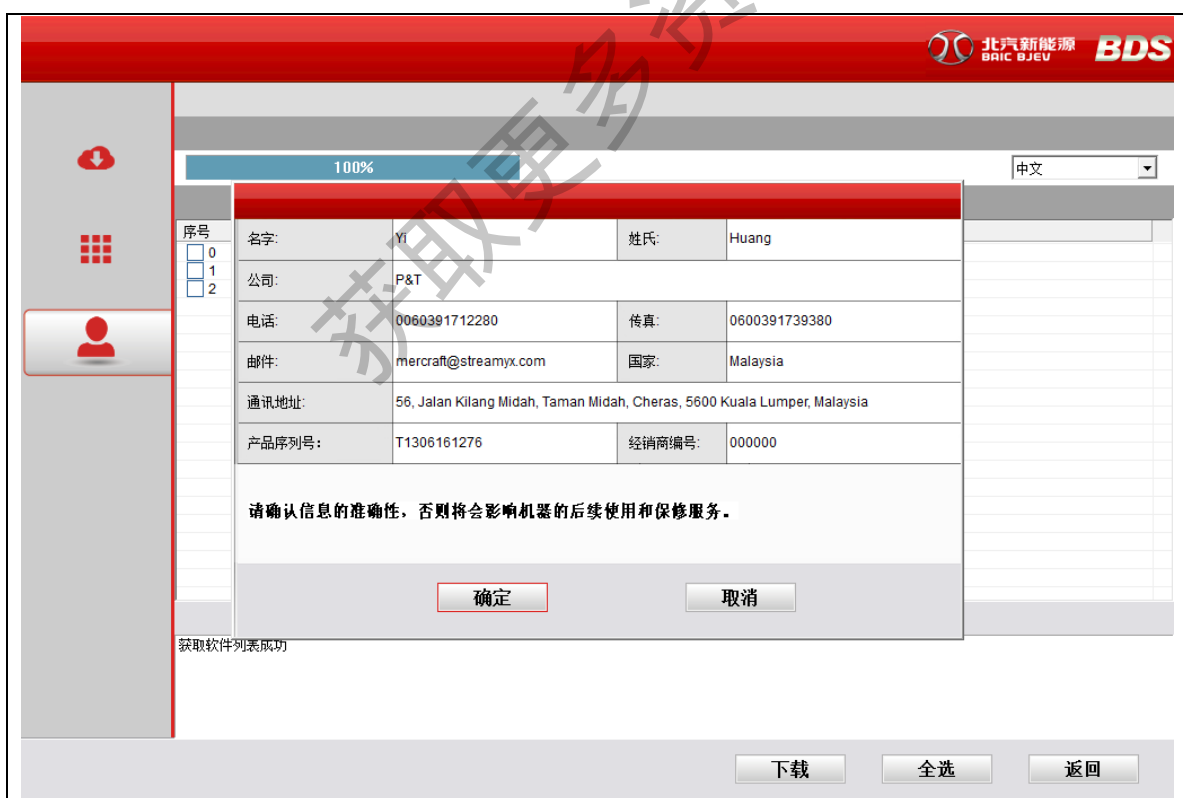 北汽新能源 BDS
BAIC BJEV
100% 中文
序号
0
1
2
名字: Yi 姓氏: Huang
公司: P&T
电话: 0060391712280 传真: 0600391739380
邮件: mercraft@streamyx.com 国家: Malaysia
通讯地址: 56, Jalan Kilang Midah, Taman Midah, Cheras, 5600 Kuala Lumper, Malaysia
产品序列号: T1306161276 经销商编号: 000000
请确认信息的准确性，否则将会影响机器的后续使用和保修服务。
确定 取消
获取软件列表成功
下载 全选 返回
获取更多资